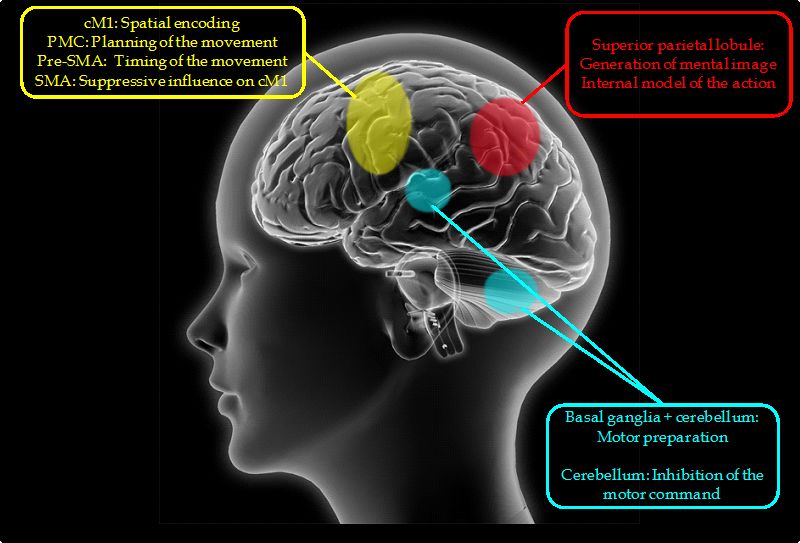 cM1: Spatial encoding
PMC: Planning of the movement
Pre-SMA: Timing of the movement
SMA: Suppressive influence on cM1
Superior parietal lobule:
Generation of mental image
Internal model of the action
Basal ganglia + cerebellum:
Motor preparation
Cerebellum: Inhibition of the
motor command